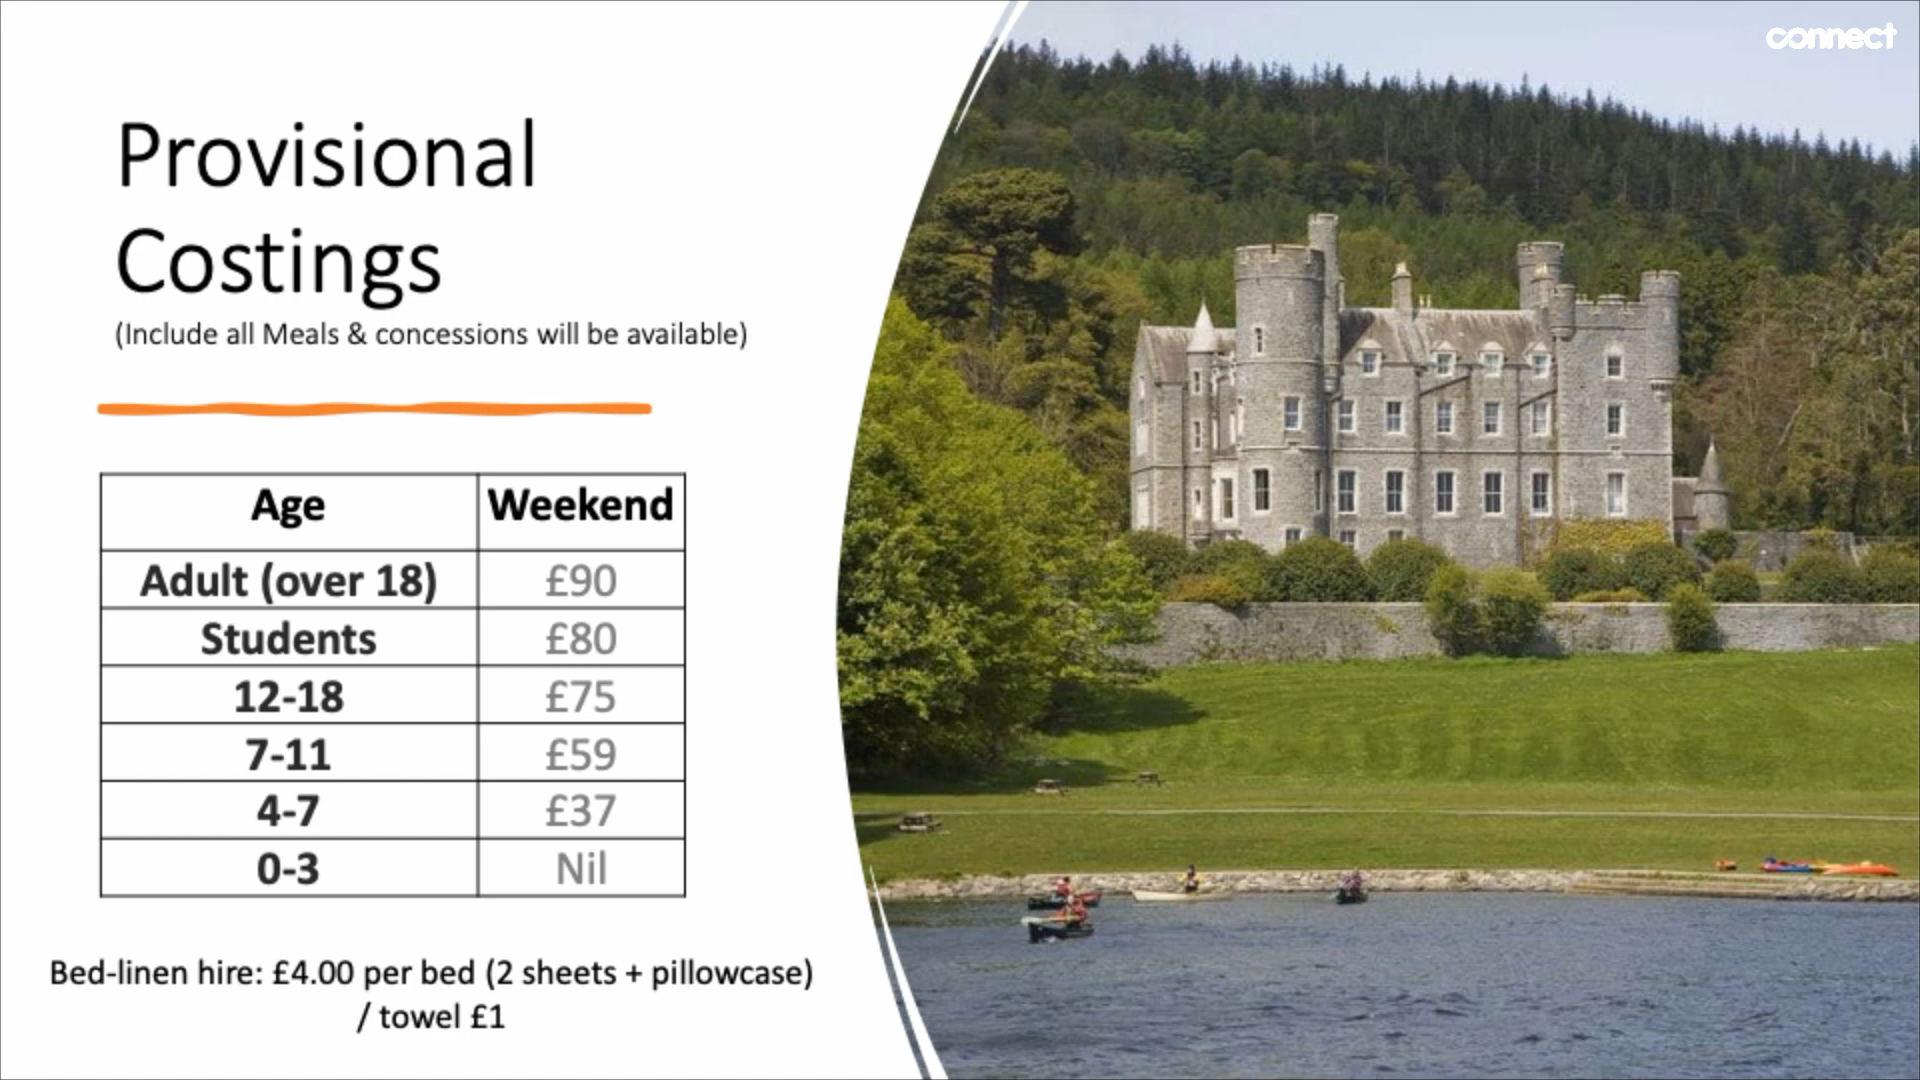 connect
Provisional
Costings
(Include all Meals & concessions will be available)
Age Weekend
Adult (over 18) £90
Students £80
12-18 £75
7-11 £59
4-7 £37
0-3 Nil
Bed-linen hire: £4.00 per bed (2 sheets + pillowcase)
/ towel £1